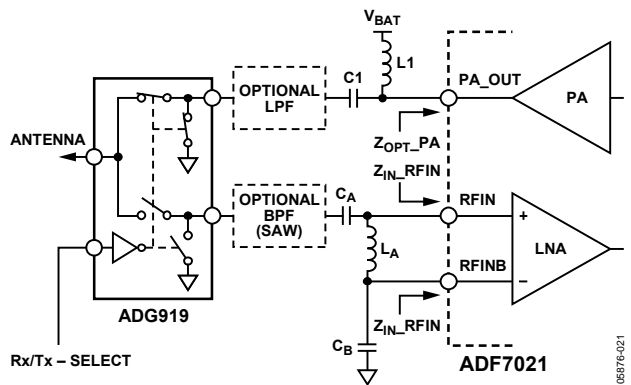 VBAT
L1
C1
OPTIONAL
LPF
PA_OUT
PA
ZOPT_PA
ANTENNA
ZIN_RFIN
OPTIONAL
BPF
(SAW)
CA
RFIN
+
LA
LNA
RFINB
–
ADG919
ZIN_RFIN
CB
ADF7021
Rx/Tx – SELECT
05876-021